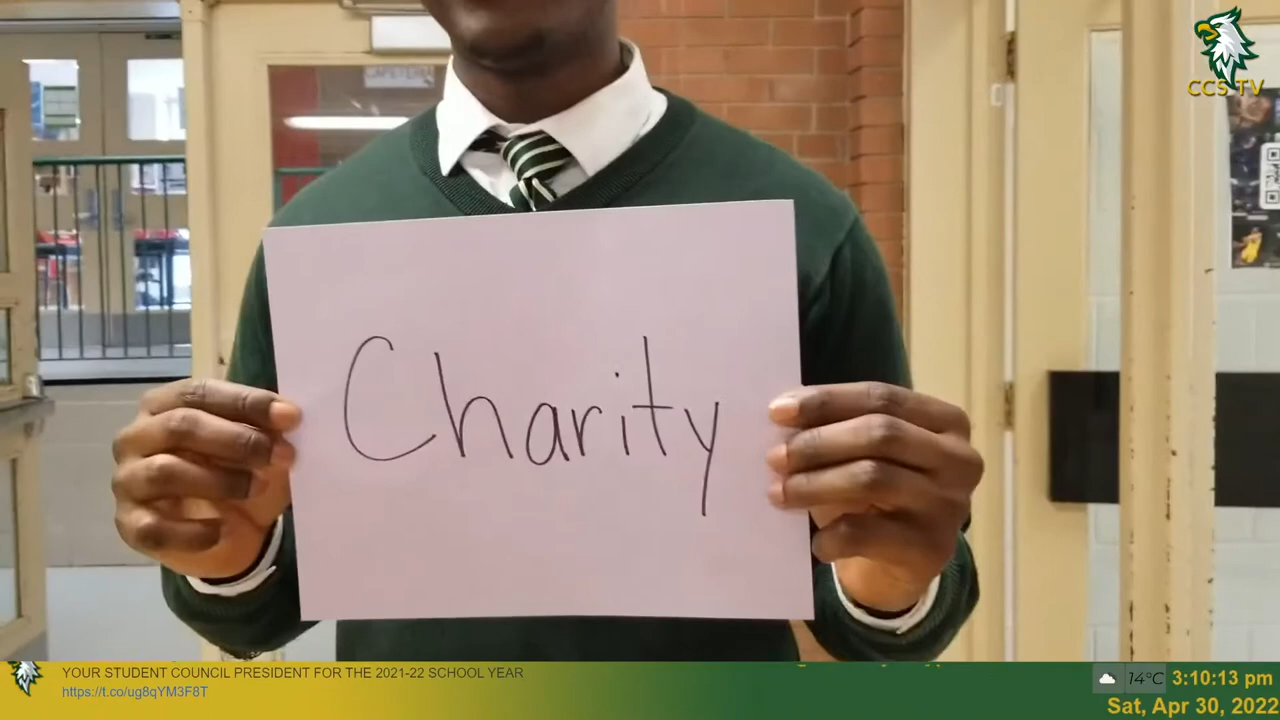 CCS TV
CAFETERIA
Charity
YOUR STUDENT COUNCIL PRESIDENT FOR THE 2021-22 SCHOOL YEAR
https://t.co/ug8qYM3F8T
14°C
3:10:13 pm
Sat, Apr 30, 2022